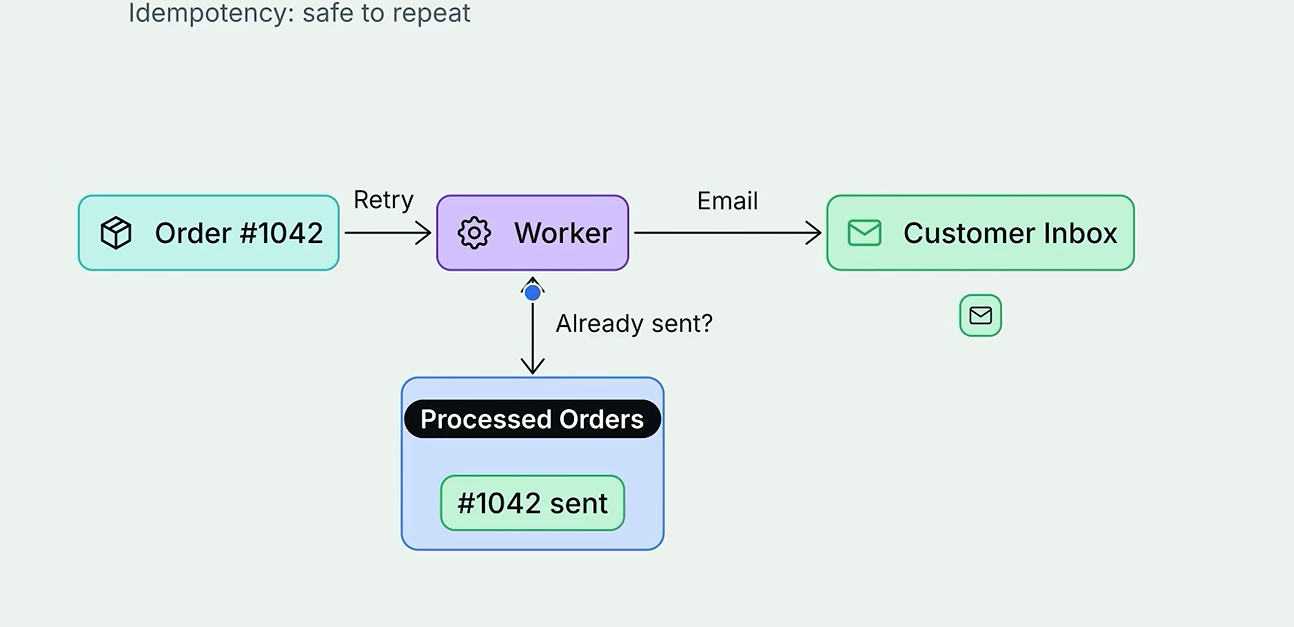 Idempotency: safe to repeat
Order #1042
Retry
Worker
Email
Customer Inbox
Already sent?
Processed Orders
#1042 sent